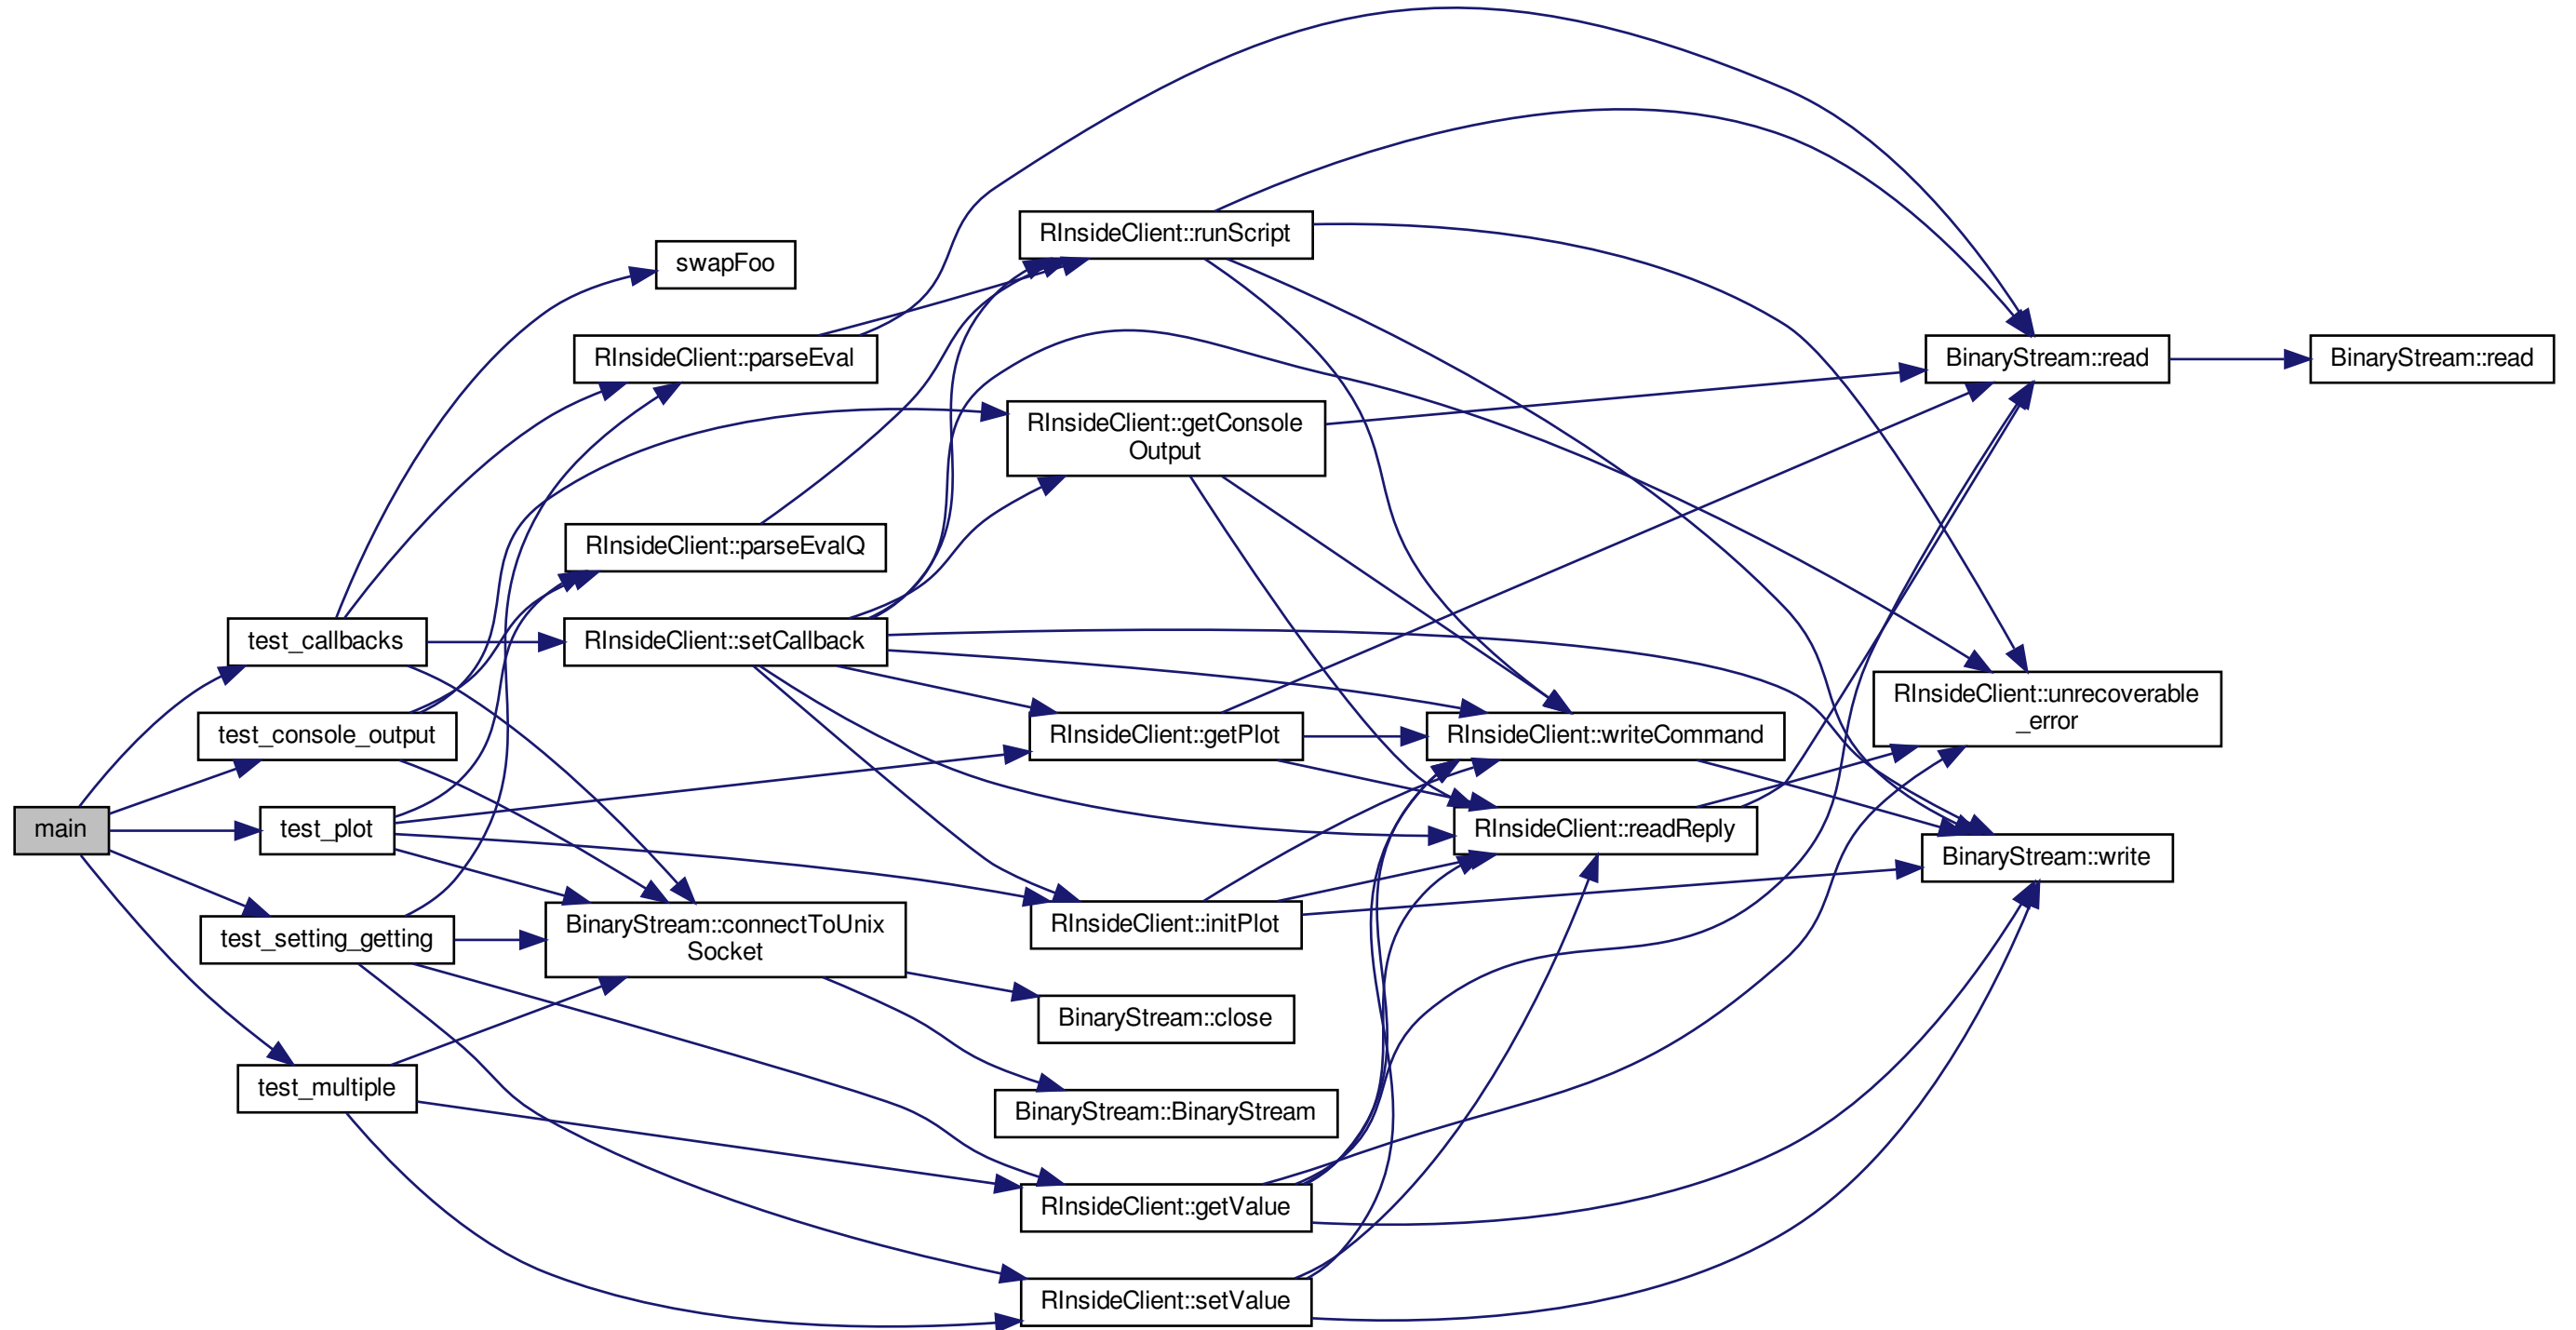 main
test_callbacks
test_console_output
test_plot
test_setting_getting
test_multiple
swapFoo
RInsideClient::parseEval
RInsideClient::parseEvalQ
RInsideClient::setCallback
BinaryStream::connectToUnix
Socket
RInsideClient::runScript
RInsideClient::getConsole
Output
RInsideClient::getPlot
RInsideClient::initPlot
BinaryStream::close
BinaryStream::BinaryStream
RInsideClient::getValue
RInsideClient::setValue
RInsideClient::writeCommand
RInsideClient::readReply
BinaryStream::read
RInsideClient::unrecoverable
_error
BinaryStream::write
BinaryStream::read